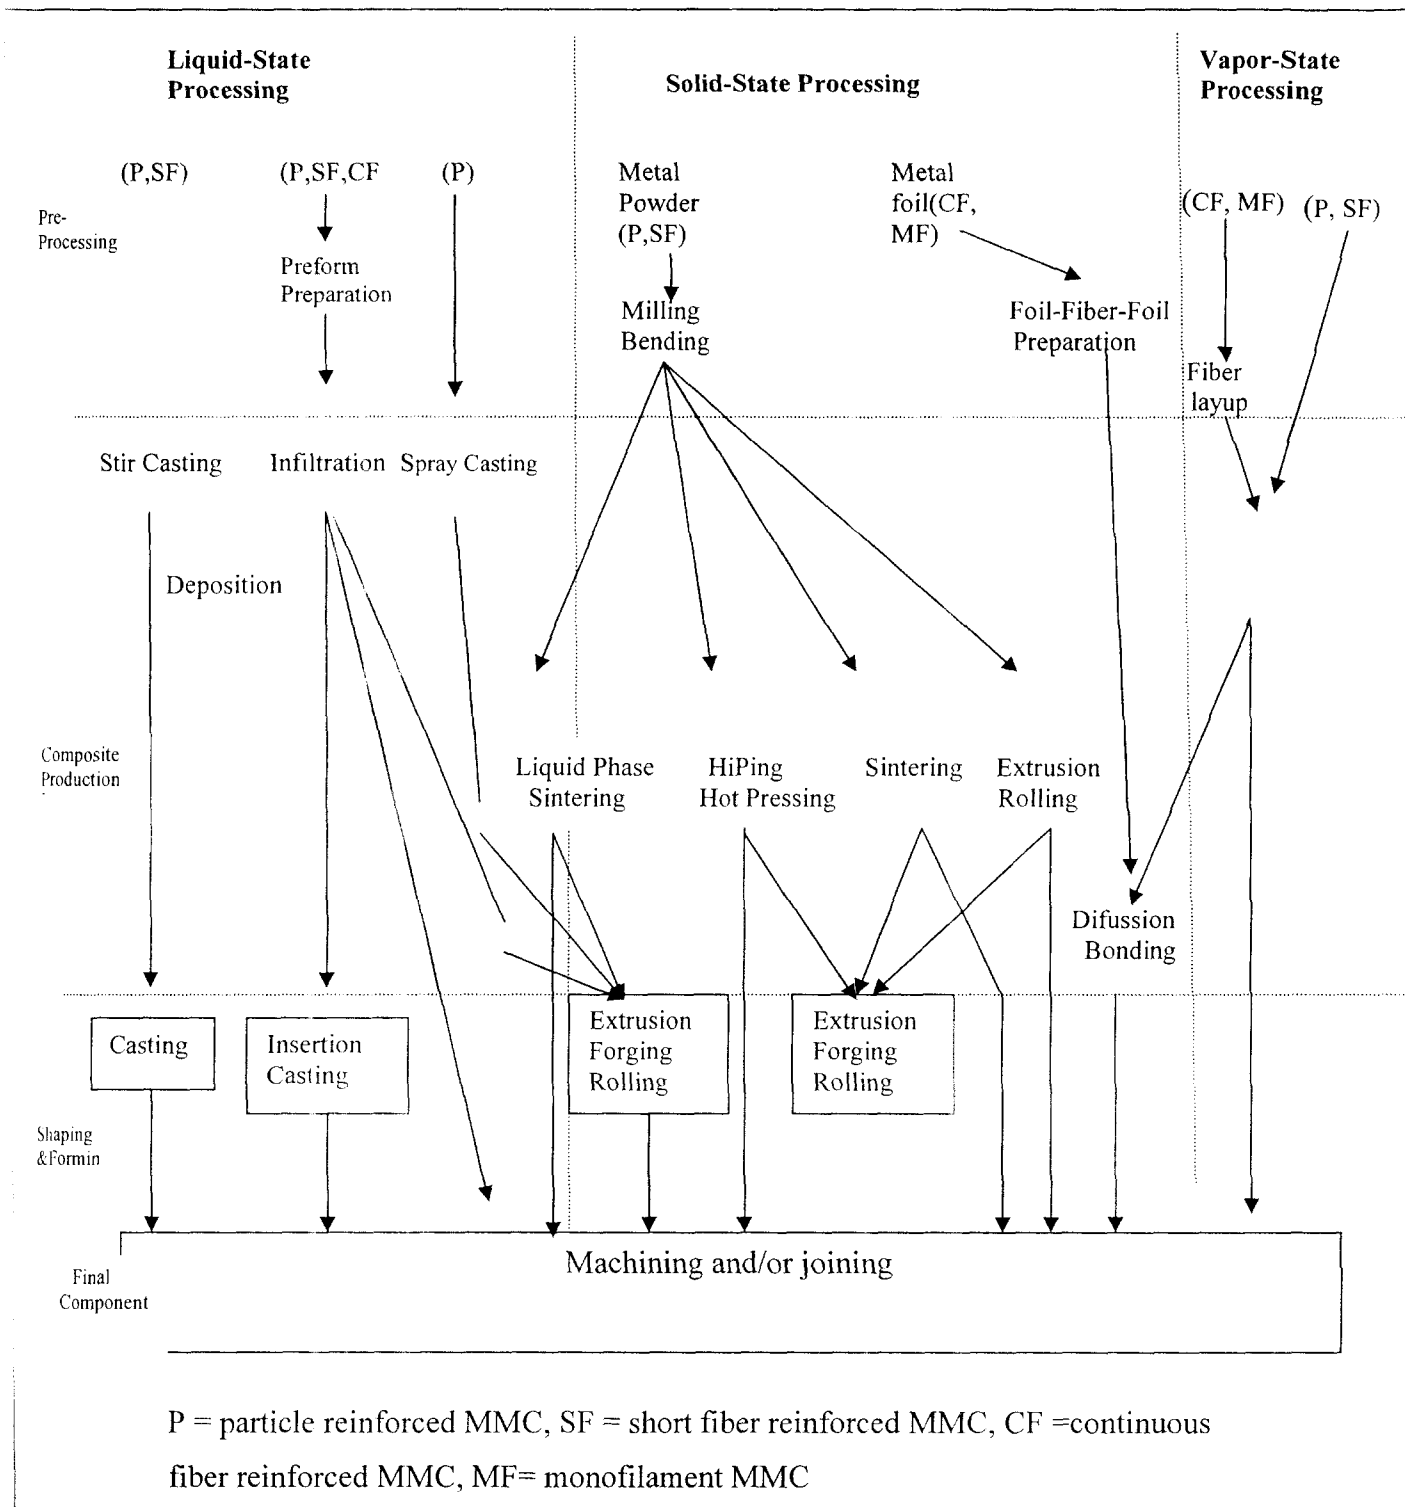 Liquid-State
Processing
Solid-State Processing
Vapor-State
Processing
(P,SF)
(P,SF,CF
(P)
Metal
Powder
(P,SF)
Metal
foil(CF,
MF)
(CF, MF)
(P, SF)
Pre-
Processing
Preform
Preparation
Milling
Bending
Foil-Fiber-Foil
Preparation
Fiber
layup
Stir Casting
Infiltration
Spray Casting
Deposition
Composite
Production
Liquid Phase
Sintering
HiPing
Hot Pressing
Sintering
Extrusion
Rolling
Difussion
Bonding
Casting
Insertion
Casting
Extrusion
Forging
Rolling
Extrusion
Forging
Rolling
Shaping
&Formin
Machining and/or joining
Final
Component
P = particle reinforced MMC, SF = short fiber reinforced MMC, CF =continuous
fiber reinforced MMC, MF= monofilament MMC